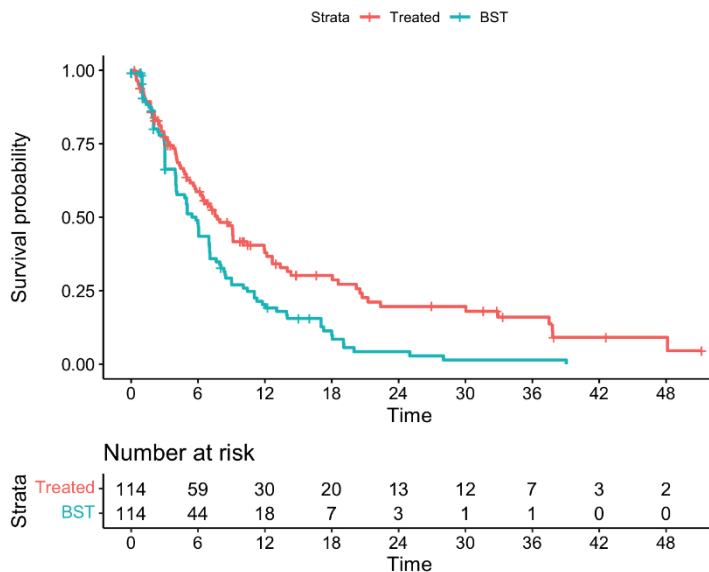 Strata Treated BST
1.00
0.75
0.50
0.25
0.00
Survival probability
0 6 12 18 24 30 36 42 48
Time
Number at risk
Strata
Treated 114 59 30 20 13 12 7 3 2
BST 114 44 18 7 3 1 1 0 0
0 6 12 18 24 30 36 42 48
Time